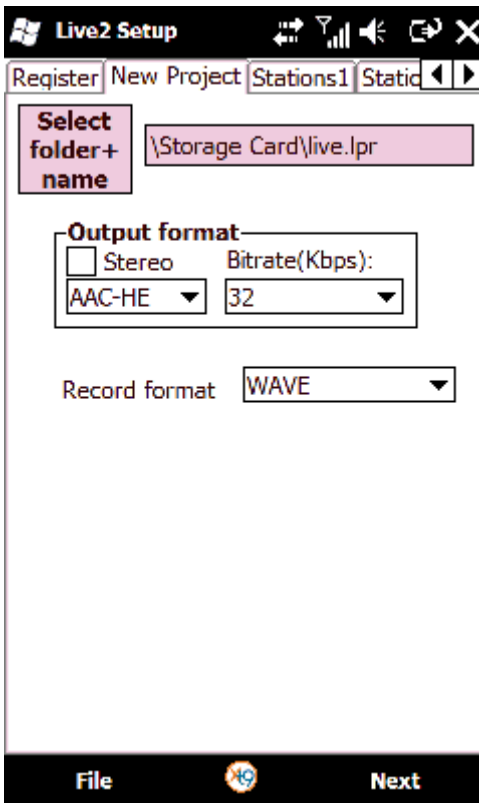 Live2 Setup
Register New Project Stations1 Static
Select
folder+
name
\Storage Card\live.lpr
Output format
Stereo Bitrate(Kbps):
AAC-HE 32
Record format WAVE
File Next